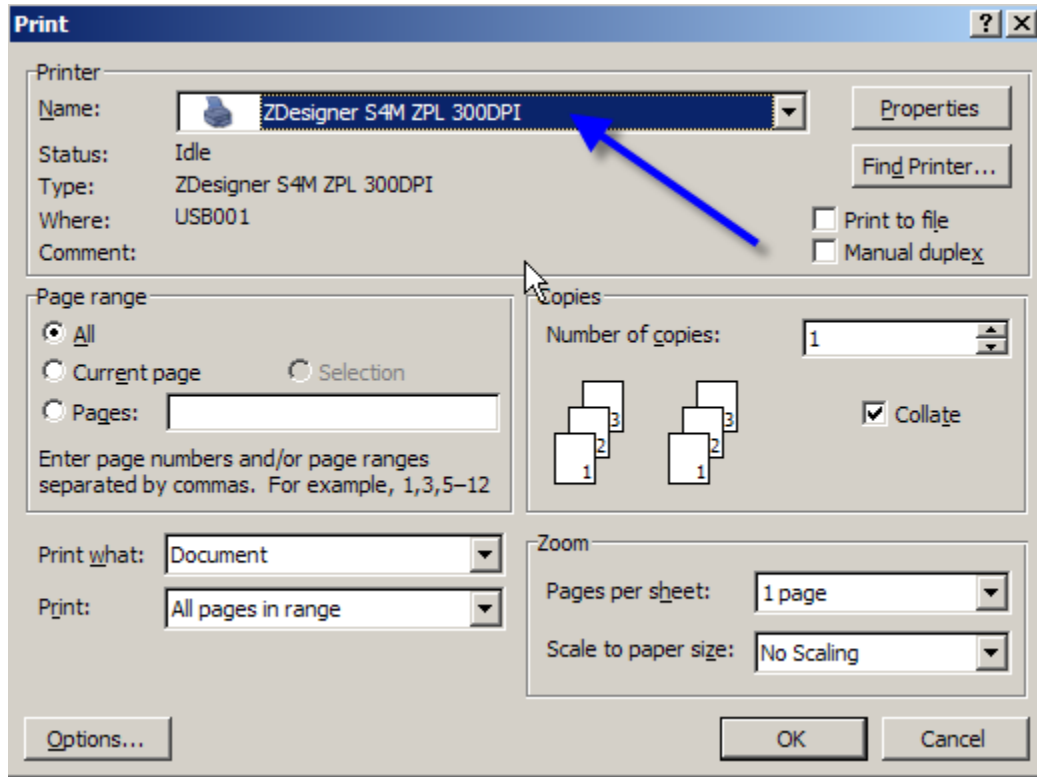 Print
Printer
Name: ZDesigner S4M ZPL 300DPI Properties
Status: Idle
Find Printer...
Type: ZDesigner S4M ZPL 300DPI
Where: USB001
Print to file
Comment:
Manual duplex
Page range
All
Current page Selection
Pages:
Enter page numbers and/or page ranges
separated by commas. For example, 1,3,5–12
Copies
Number of copies: 1
3 3
2 2
1 1
Collate
Print what: Document
Print: All pages in range
Zoom
Pages per sheet: 1 page
Scale to paper size: No Scaling
Options... OK Cancel